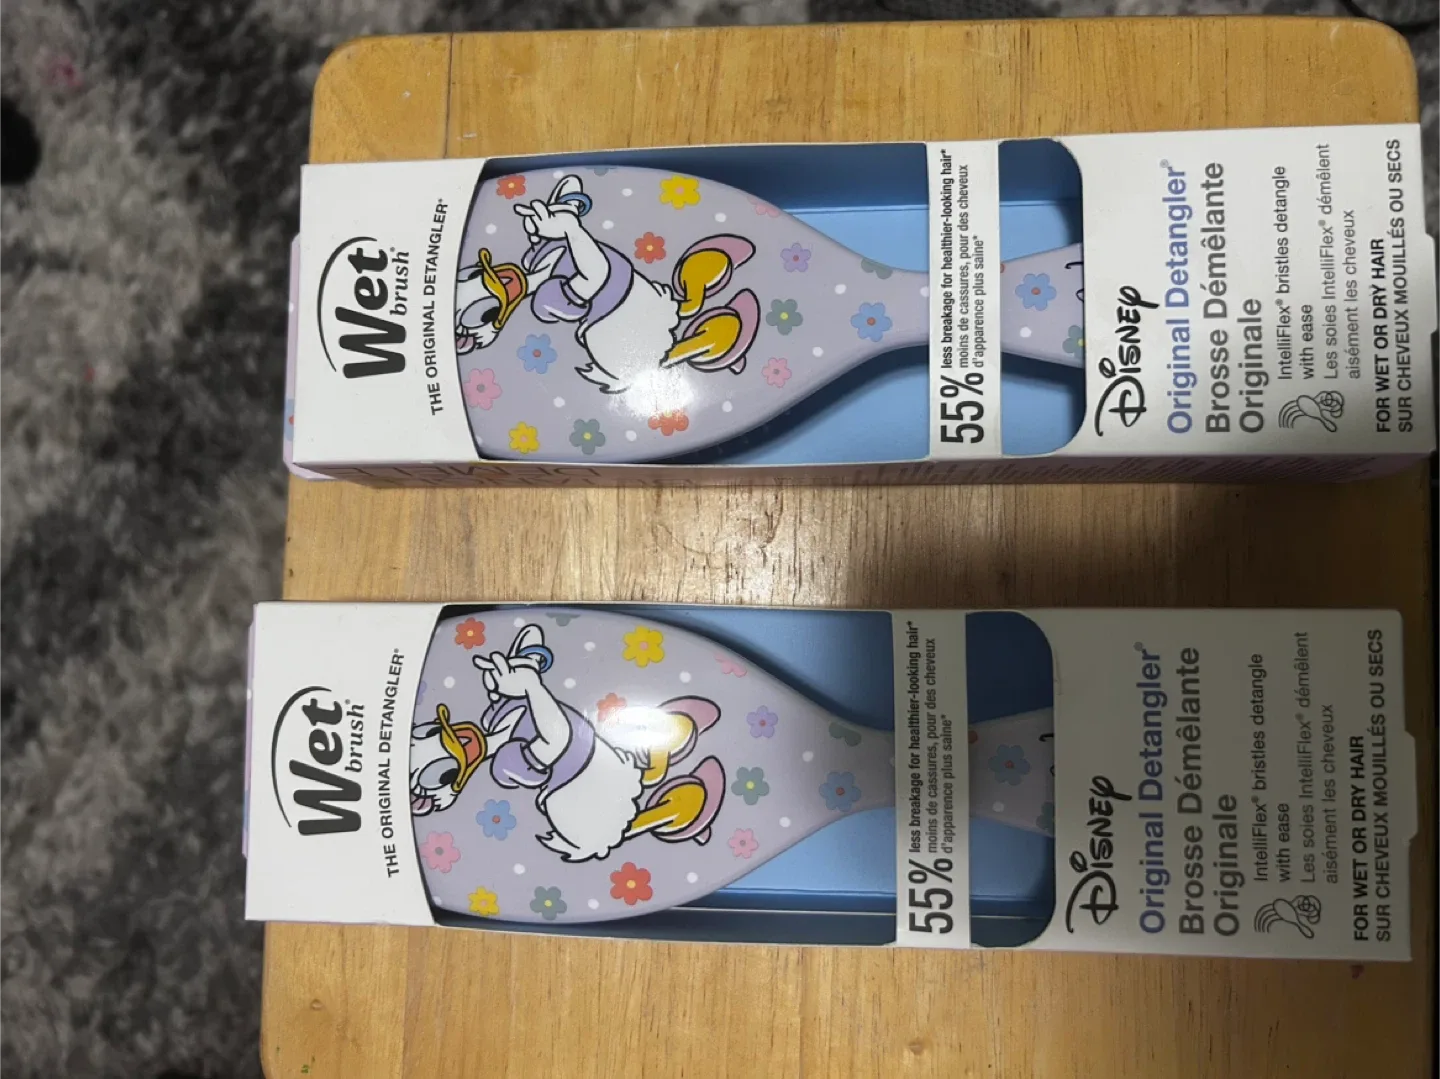 Wet
brush®
THE ORIGINAL DETANGLER®
55% less breakage for healthier-looking hair*
moins de cassures, pour des cheveux
d'apparence plus saine*
Disney
Original Detangler®
Brosse Démêlante
Originale
IntelliFlex® bristles detangle
with ease
Les soies IntelliFlex® démêlent
aisément les cheveux
FOR WET OR DRY HAIR
SUR CHEVEUX MOUILLÉS OU SECS
Wet
brush®
THE ORIGINAL DETANGLER®
55% less breakage for healthier-looking hair*
moins de cassures, pour des cheveux
d'apparence plus saine*
Disney
Original Detangler®
Brosse Démêlante
Originale
IntelliFlex® bristles detangle
with ease
Les soies IntelliFlex® démêlent
aisément les cheveux
FOR WET OR DRY HAIR
SUR CHEVEUX MOUILLÉS OU SECS